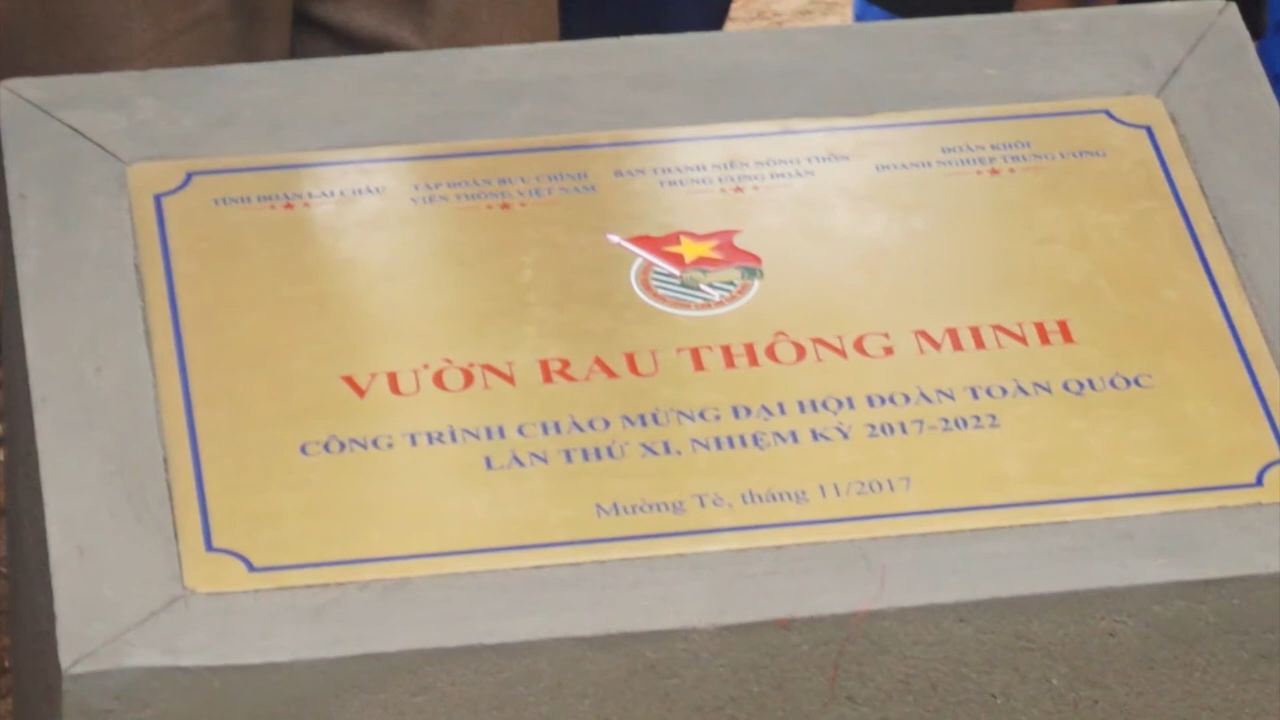 TỈNH ĐOÀN LAI CHÂU
TẬP ĐOÀN BƯU CHÍNH
VIỄN THÔNG VIỆT NAM
BAN THANH NIÊN NÔNG THÔN
TRUNG ƯƠNG ĐOÀN
ĐOÀN KHỐI
DOANH NGHIỆP TRUNG ƯƠNG
VƯỜN RAU THÔNG MINH
CÔNG TRÌNH CHÀO MỪNG ĐẠI HỘI ĐOÀN TOÀN QUỐC
LẦN THỨ XI, NHIỆM KỲ 2017-2022
Mường Tè, tháng 11/2017